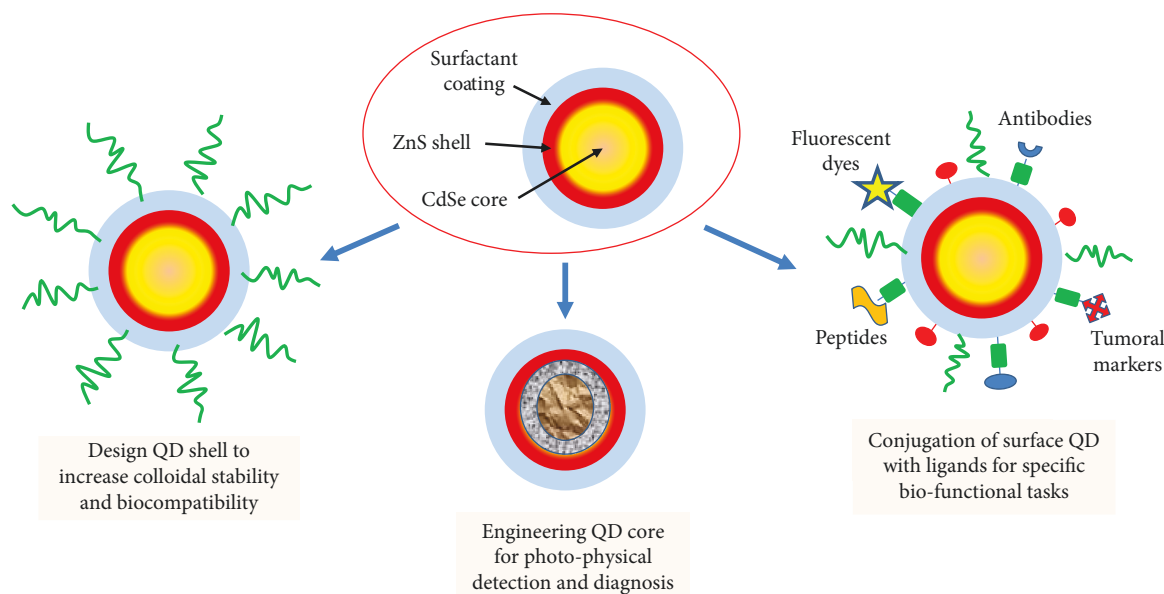 Surfactant
coating
ZnS shell
CdSe core
Fluorescent
dyes
Antibodies
Peptides
Tumoral
markers
Design QD shell to
increase colloidal stability
and biocompatibility
Engineering QD core
for photo-physical
detection and diagnosis
Conjugation of surface QD
with ligands for specific
bio-functional tasks